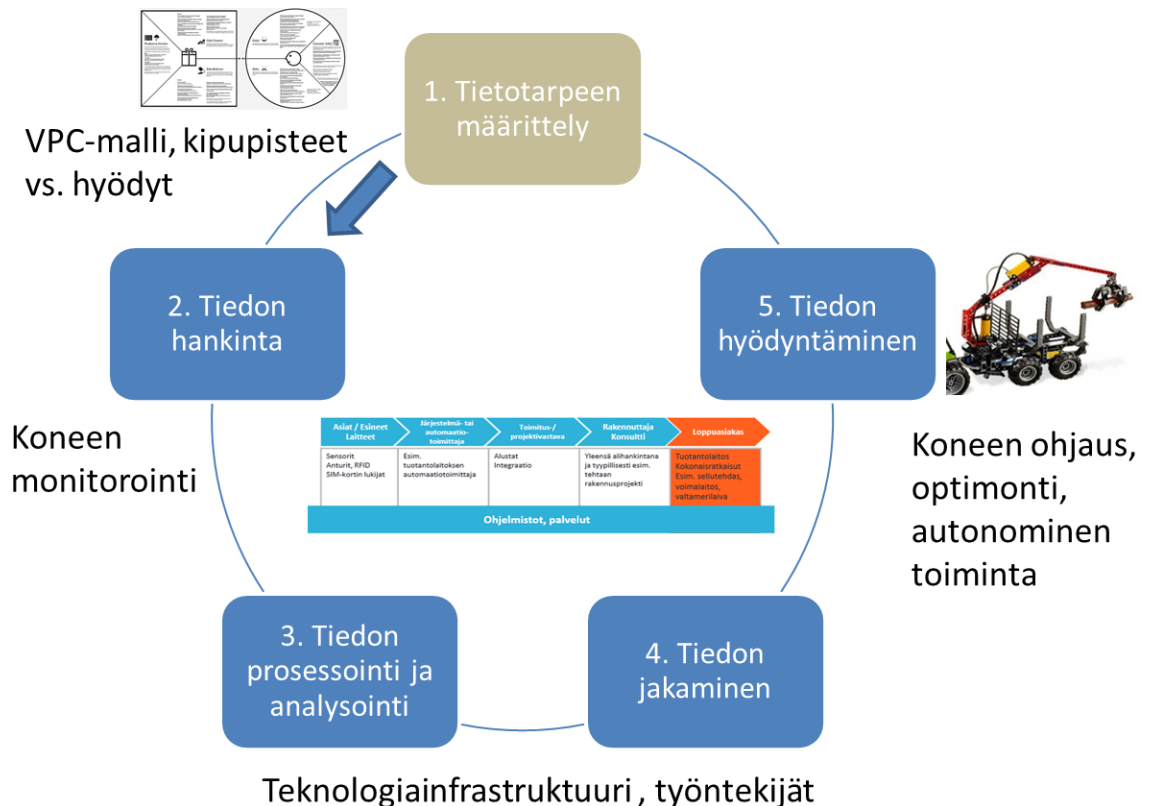 1. Tietotarpeen
määrittely
VPC-malli, kipupisteet
vs. hyödyt
2. Tiedon
hankinta
5. Tiedon
hyödyntäminen
Koneen
monitorointi
Asiat / Esineet
Laitteet
Järjestelmä- tai
automaatio-
toimittaja
Toimitus-/
projektivastava
Rakennuttaja
Konsultti
Loppuasiakas
Sensorit
Anturit, RFID
SIM-kortin lukijat
Esim.
tuotantolaitoksen
automaatiotoimittaja
Alustat
Integraatio
Yleensä alihankintana
ja tyypillisesti esim.
tehtaan
rakennusprojekti
Tuotantolaitos
Kokonaisratkaisut
Esim. sellutehdas,
voimalaitos,
valtamerilaiva
Ohjelmistot, palvelut
Koneen ohjaus,
optimonti,
autonominen
toiminta
3. Tiedon
prosessointi ja
analysointi
4. Tiedon
jakaminen
Teknologiainfrastruktuuri , työntekijät